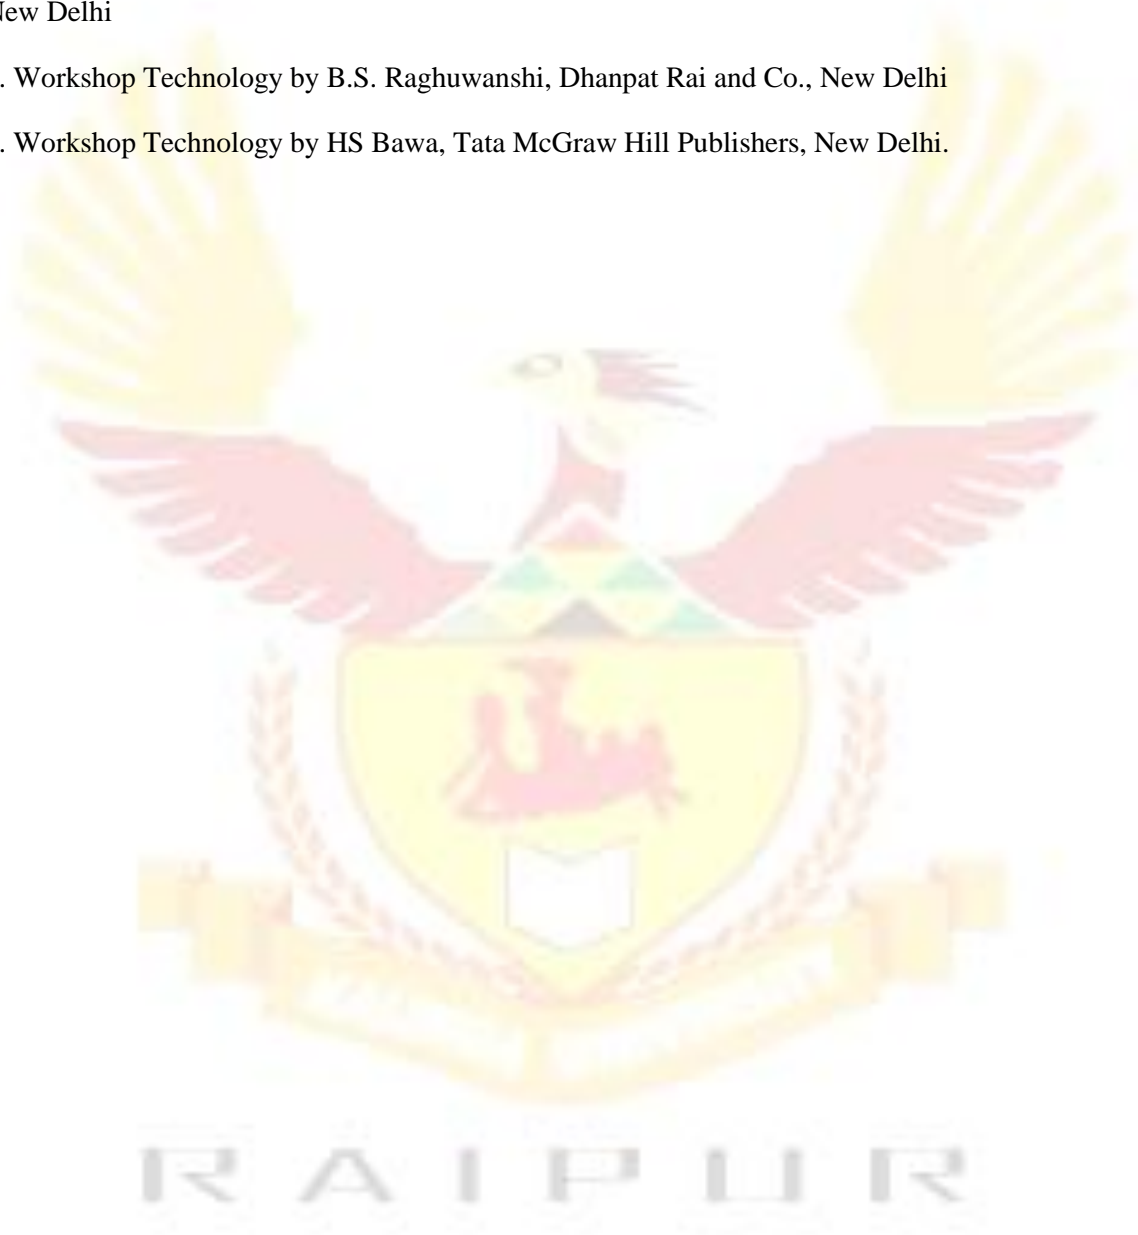 New Delhi
. Workshop Technology by B.S. Raghuwanshi, Dhanpat Rai and Co., New Delhi
. Workshop Technology by HS Bawa, Tata McGraw Hill Publishers, New Delhi.
RAIPUR